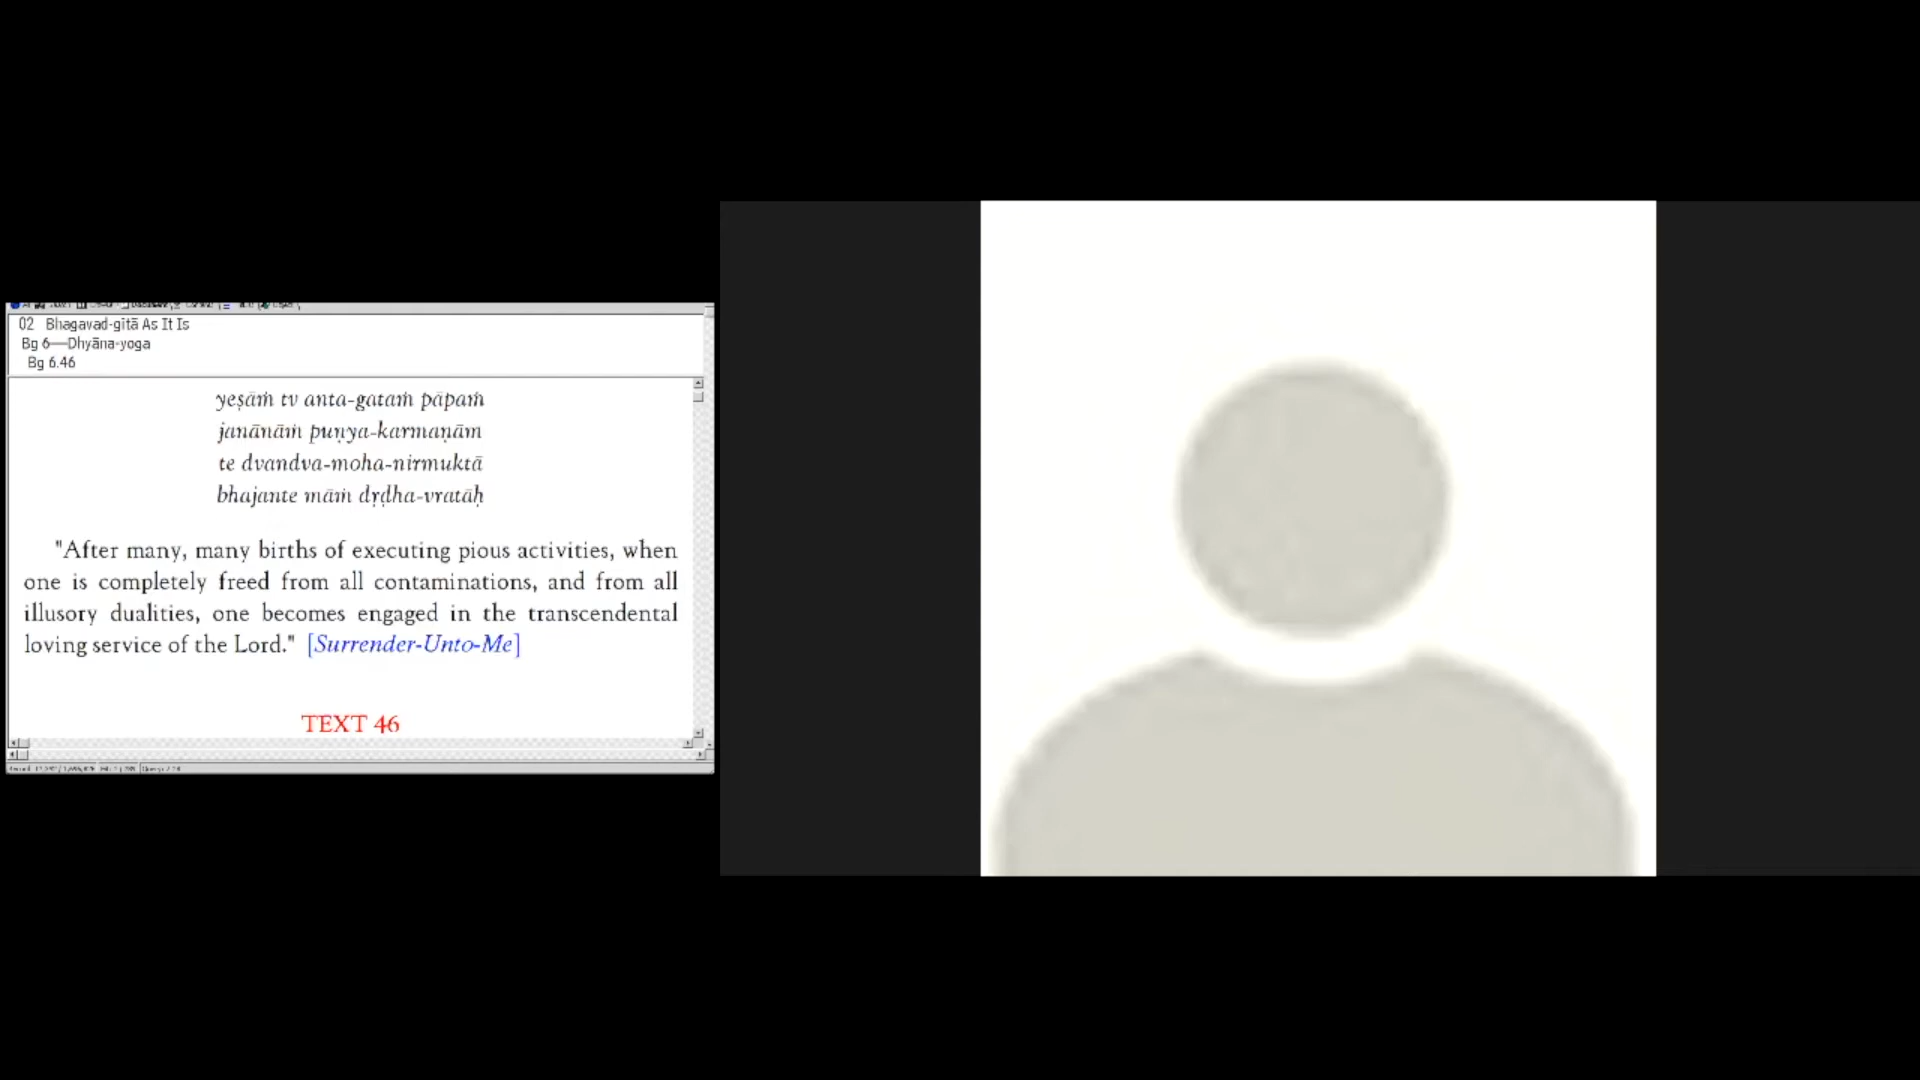 02 Bhagavad-gītā As It Is
Bg 6—Dhyāna-yoga
Bg 6.46
yeṣāṁ tv anta-gataṁ pāpaṁ
janānāṁ puṇya-karmaṇām
te dvandva-moha-nirmuktā
bhajante māṁ dṛḍha-vratāḥ
"After many, many births of executing pious activities, when
one is completely freed from all contaminations, and from all
illusory dualities, one becomes engaged in the transcendental
loving service of the Lord." [Surrender-Unto-Me]
TEXT 46